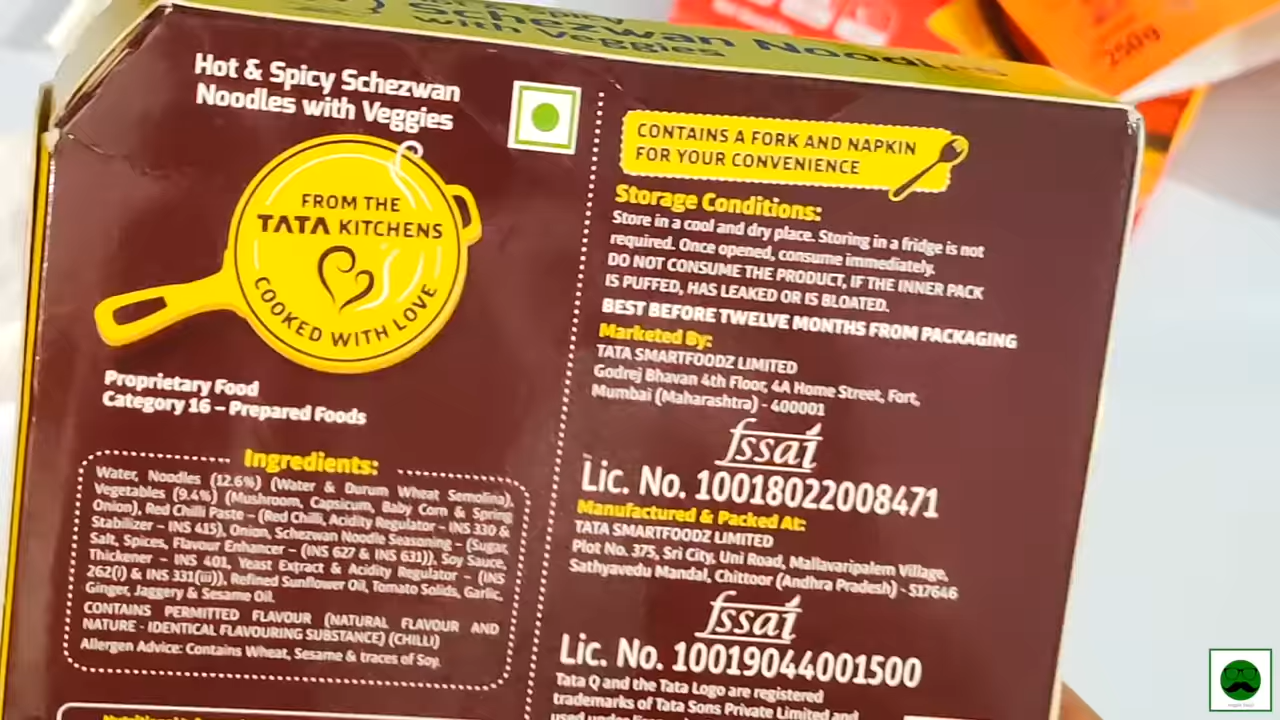 Hot & Spicy
Schezwan Noodles
with Veggies
250g
Hot & Spicy Schezwan
Noodles with Veggies
FROM THE
TATA KITCHENS
COOKED WITH LOVE
Proprietary Food
Category 16 – Prepared Foods
Ingredients:
Water, Noodles (12.6%) (Water & Durum Wheat Semolina),
Vegetables (9.4%) (Mushroom, Capsicum, Baby Corn & Spring
Onion), Red Chilli Paste – (Red Chilli, Acidity Regulator – INS 330 &
Stabilizer – INS 415), Onion, Schezwan Noodle Seasoning – (Sugar,
Salt, Spices, Flavour Enhancer – (INS 627 & INS 631)), Soy Sauce,
Thickener – INS 401, Yeast Extract & Acidity Regulator – (INS
262(i) & INS 331(iii)), Refined Sunflower Oil, Tomato Solids, Garlic,
Ginger, Jaggery & Sesame Oil.
CONTAINS PERMITTED FLAVOUR (NATURAL FLAVOUR AND
NATURE - IDENTICAL FLAVOURING SUBSTANCE) (CHILLI)
Allergen Advice: Contains Wheat, Sesame & traces of Soy.
CONTAINS A FORK AND NAPKIN
FOR YOUR CONVENIENCE
Storage Conditions:
Store in a cool and dry place. Storing in a fridge is not
required. Once opened, consume immediately.
DO NOT CONSUME THE PRODUCT, IF THE INNER PACK
IS PUFFED, HAS LEAKED OR IS BLOATED.
BEST BEFORE TWELVE MONTHS FROM PACKAGING
Marketed By:
TATA SMARTFOODZ LIMITED
Godrej Bhavan 4th Floor, 4A Home Street, Fort,
Mumbai (Maharashtra) - 400001
fssai
Lic. No. 10018022008471
Manufactured & Packed At:
TATA SMARTFOODZ LIMITED
Plot No. 375, Sri City, Uni Road, Mallavaripalem Village,
Sathyavedu Mandal, Chittoor (Andhra Pradesh) - 517646
fssai
Lic. No. 10019044001500
Tata Q and the Tata Logo are registered
trademarks of Tata Sons Private Limited and
used under